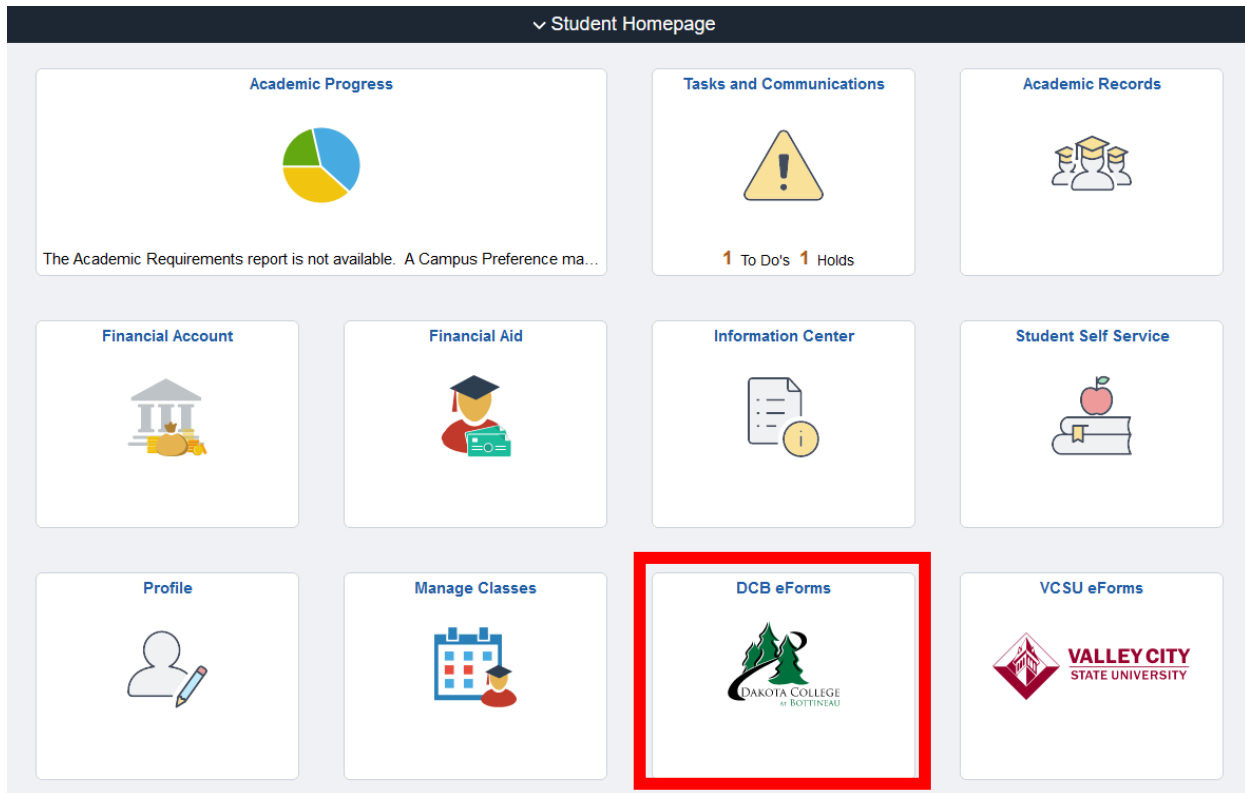 Student Homepage
Academic Progress
Tasks and Communications
Academic Records
The Academic Requirements report is not available. A Campus Preference ma...
1 To Do's 1 Holds
Financial Account
Financial Aid
Information Center
Student Self Service
Profile
Manage Classes
DCB eForms
VCSU eForms
DAKOTA COLLEGE
AT BOTTINEAU
VALLEY CITY
STATE UNIVERSITY